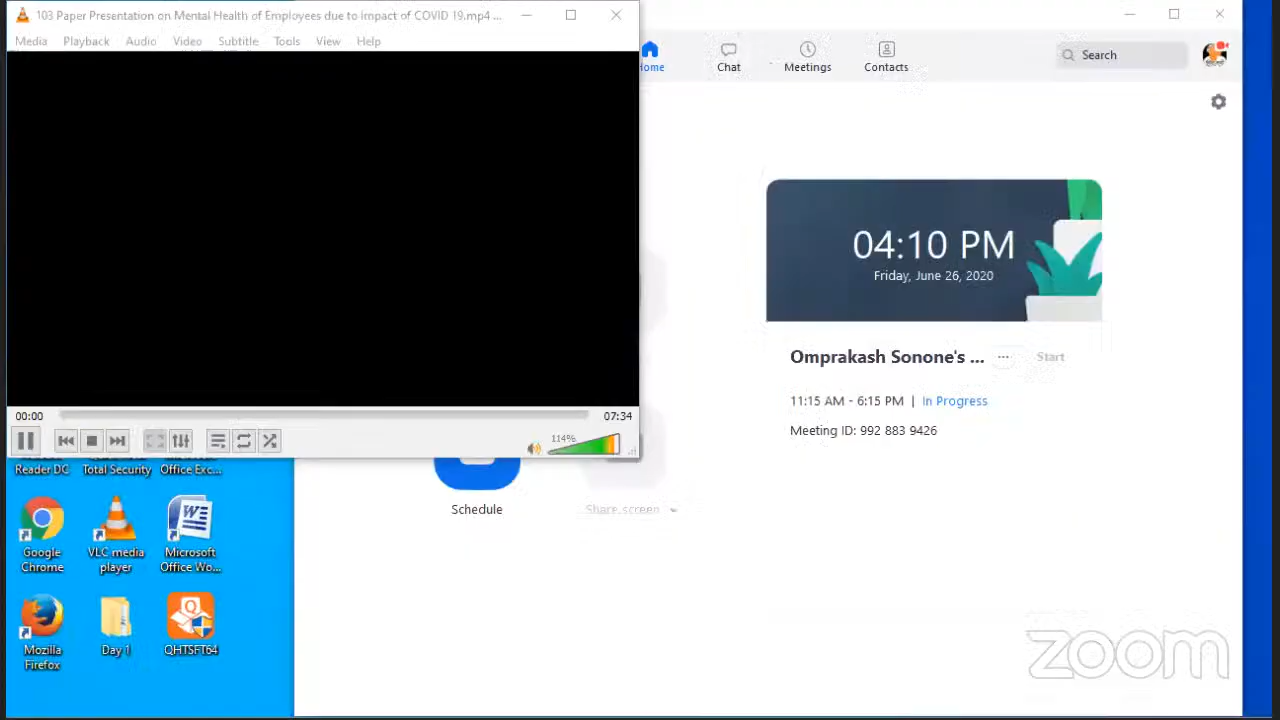 103 Paper Presentation on Mental Health of Employees due to impact of COVID 19.mp4 ...
Media Playback Audio Video Subtitle Tools View Help
Home Chat Meetings Contacts Search
04:10 PM
Friday, June 26, 2020
Omprakash Sonone's ... ... Start
11:15 AM - 6:15 PM | In Progress
Meeting ID: 992 883 9426
00:00 07:34
114%
Reader DC Total Security Office Exc...
Schedule Share screen
Google Chrome
VLC media player
Microsoft Office Wo...
Mozilla Firefox
Day 1
QHTSFT64
zoom